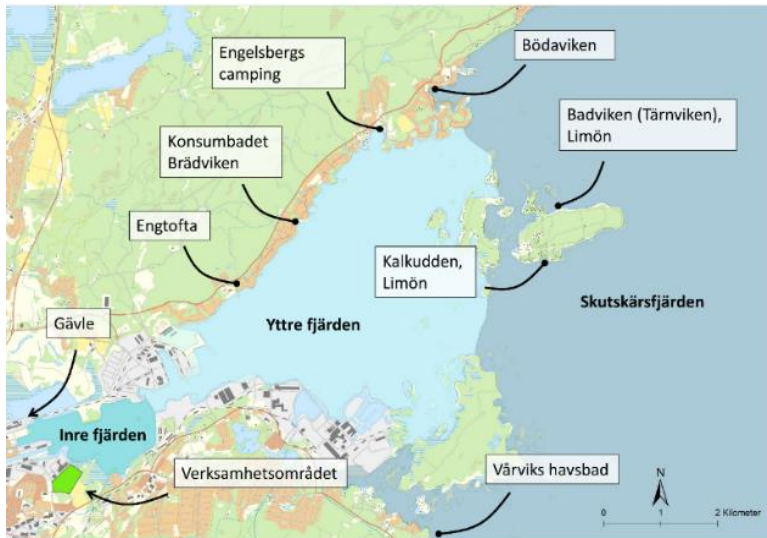 Engelsbergs
camping
Bödaviken
Konsumbadet
Brädviken
Badviken (Tärnviken),
Limön
Engtofta
Kalkudden,
Limön
Skutskärsfjärden
Gävle
Yttre fjärden
Inre fjärden
Verksamhetsområdet
Vårviks havsbad
N
0 1 2 Kilometer